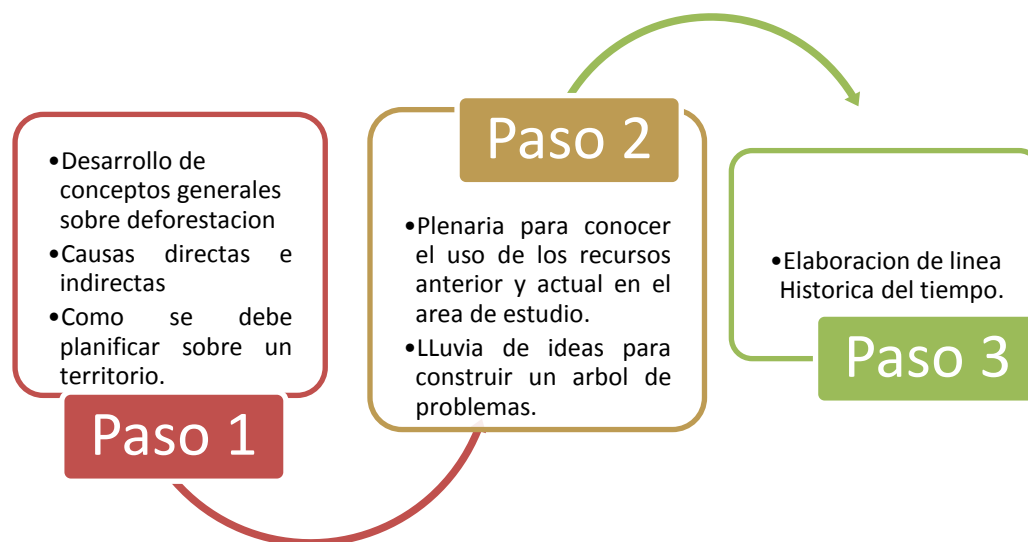 •Desarrollo de
conceptos generales
sobre deforestacion
•Causas directas e
indirectas
•Como se debe
planificar sobre un
territorio.
Paso 1
Paso 2
•Plenaria para conocer
el uso de los recursos
anterior y actual en el
area de estudio.
•LLuvia de ideas para
construir un arbol de
problemas.
•Elaboracion de linea
Historica del tiempo.
Paso 3